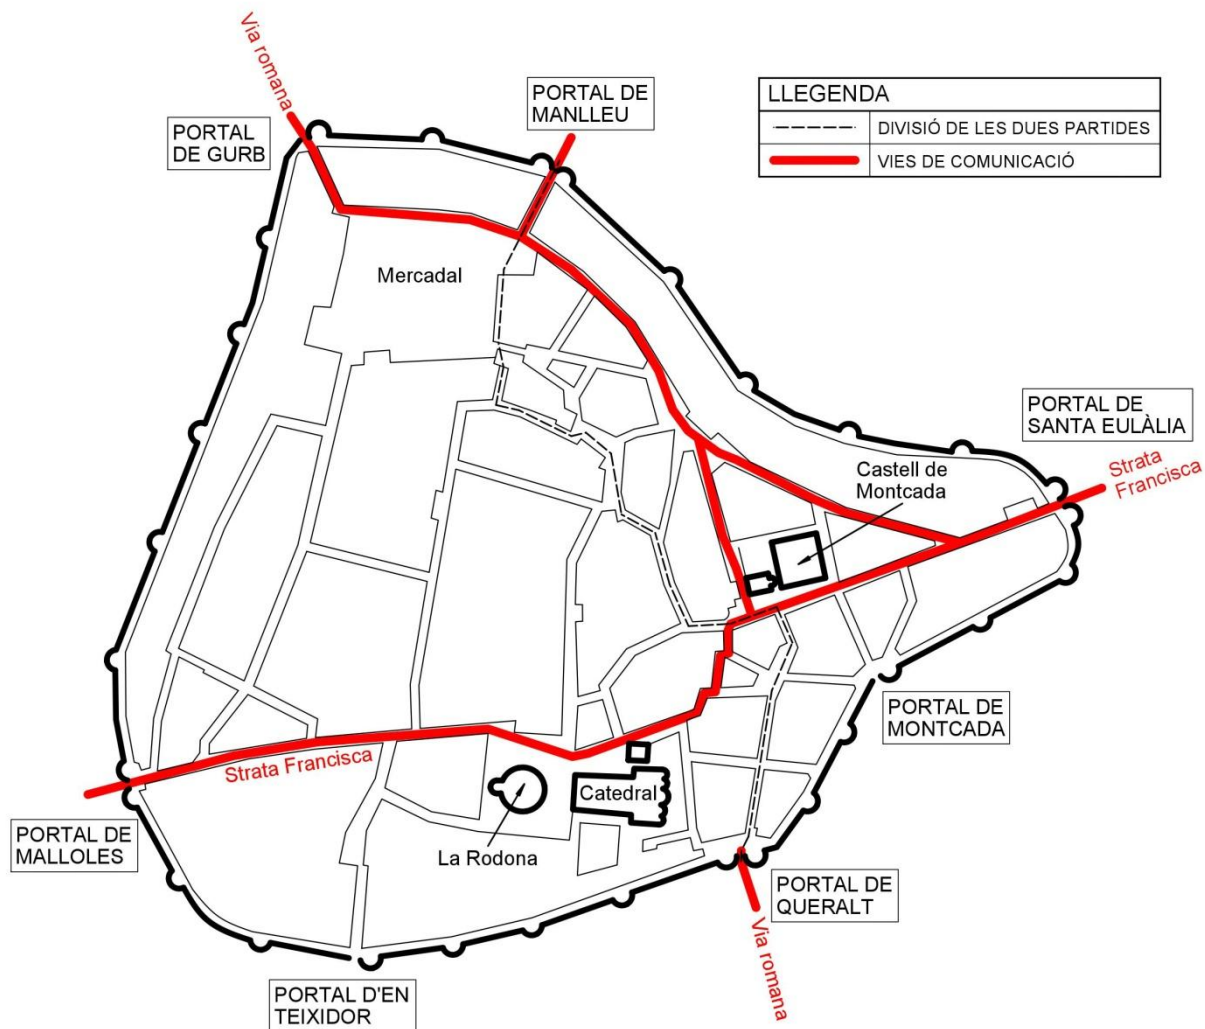 Via romana
PORTAL DE
MANLLEU
LLEGENDA
DIVISIÓ DE LES DUES PARTIDES
VIES DE COMUNICACIÓ
PORTAL
DE GURB
Mercadal
PORTAL DE
SANTA EULÀLIA
Strata
Francisca
Castell de
Montcada
PORTAL DE
MONTCADA
Strata Francisca
Catedral
PORTAL DE
MALLOLES
La Rodona
PORTAL DE
QUERALT
Via romana
PORTAL D'EN
TEIXIDOR